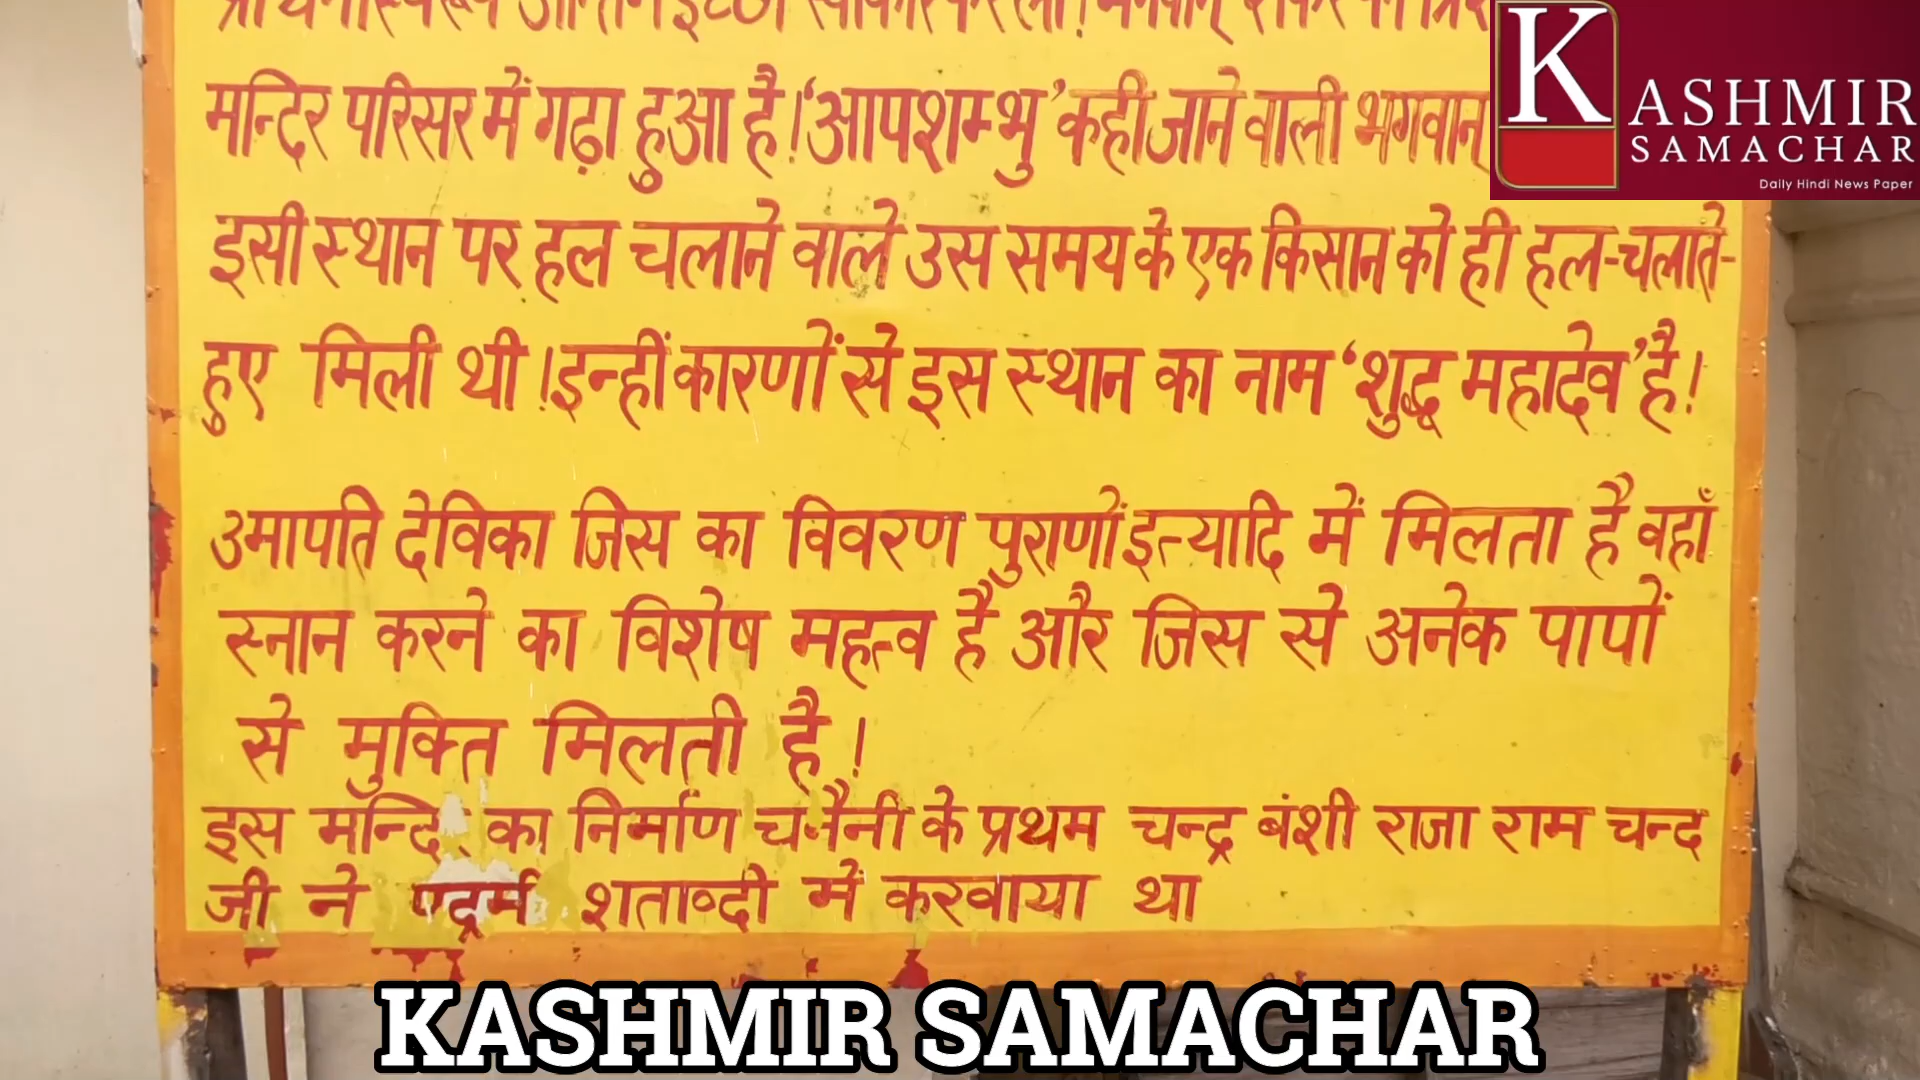 मन्दिर परिसर में गढ़ा हुआ है।'आपशम्भु' कही जाने वाली भगवान्
इसी स्थान पर हल चलाने वाले उस समय के एक किसान को ही हल-चलाते-
हुए मिली थी।इन्हीं कारणों से इस स्थान का नाम 'शुद्ध महादेव' है।
उमापति देविका जिस का विवरण पुराणों इत्यादि में मिलता है वहाँ
स्नान करने का विशेष महत्व है और जिस से अनेक पापों
से मुक्ति मिलती है।
इस मन्दिर का निर्माण चनैनी के प्रथम चन्द्र बंशी राजा राम चन्द
जी ने शताब्दी में करवाया था
KASHMIR
SAMACHAR
Daily Hindi News Paper
KASHMIR SAMACHAR